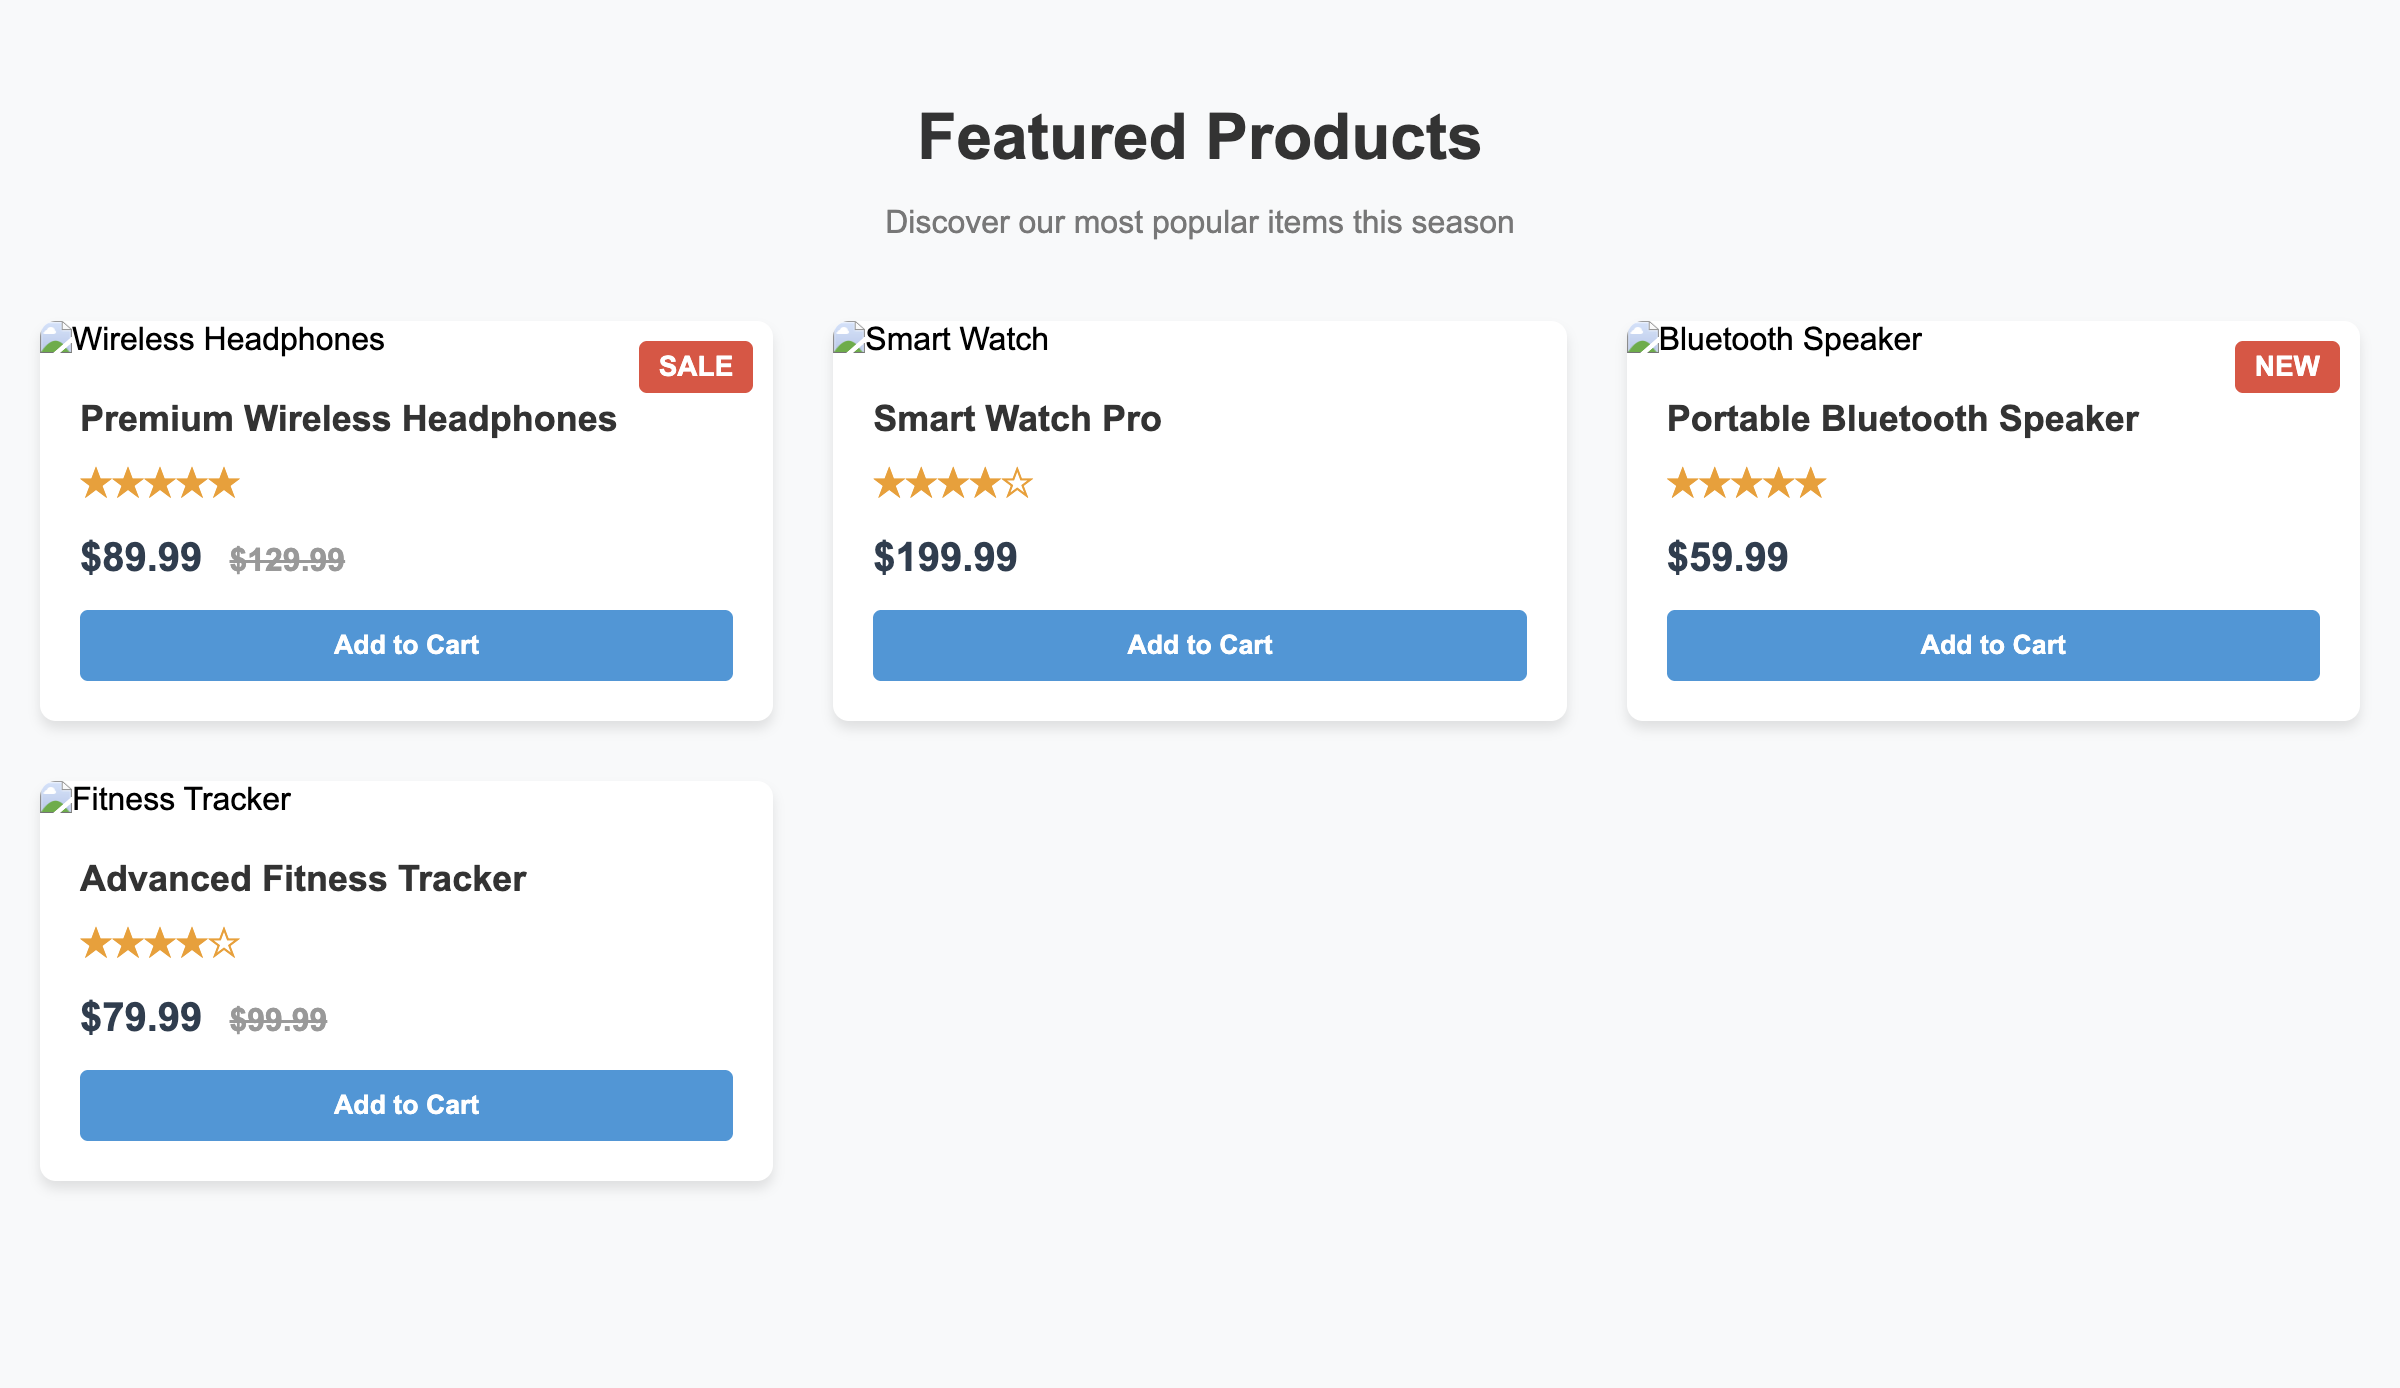 Featured Products
Discover our most popular items this season
Wireless Headphones
SALE
Premium Wireless Headphones
★★★★★
$89.99 $129.99
Add to Cart
Smart Watch
Smart Watch Pro
★★★★☆
$199.99
Add to Cart
Bluetooth Speaker
NEW
Portable Bluetooth Speaker
★★★★★
$59.99
Add to Cart
Fitness Tracker
Advanced Fitness Tracker
★★★★☆
$79.99 $99.99
Add to Cart